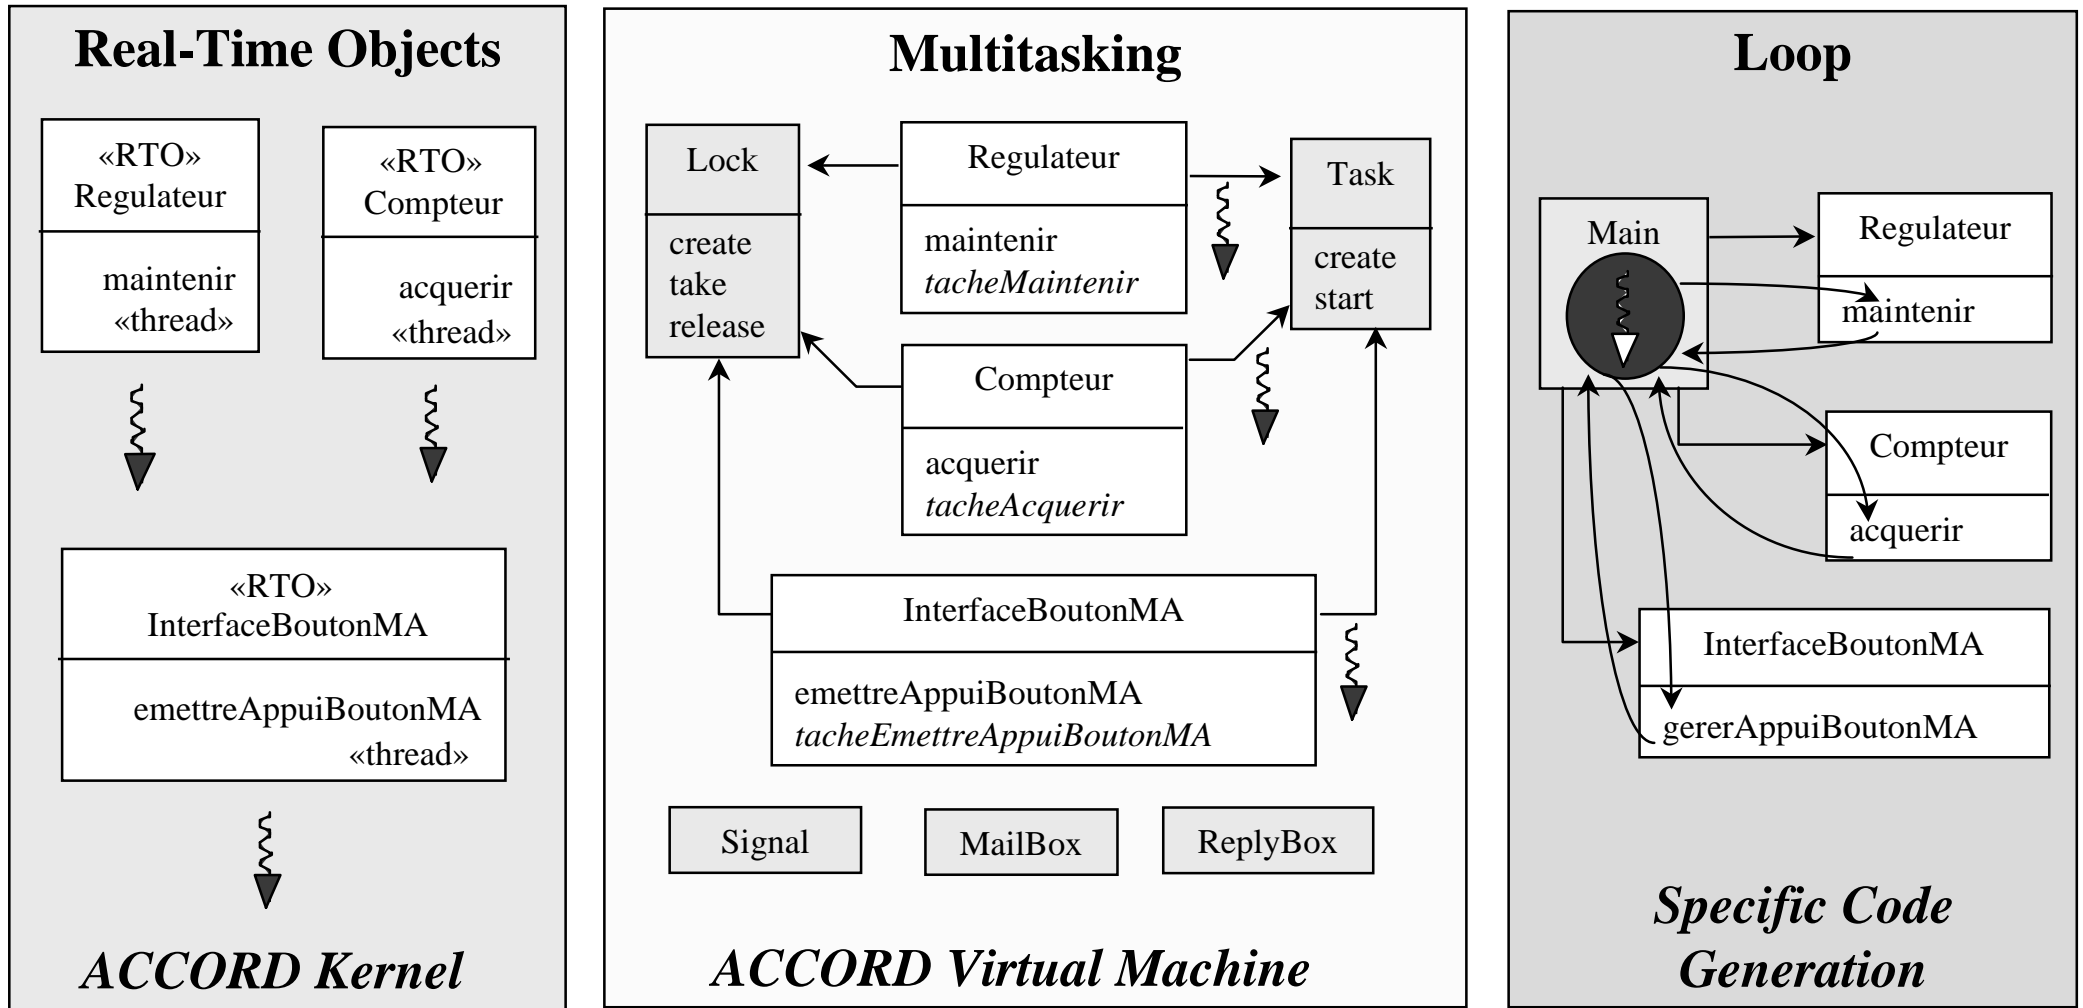 Real-Time Objects
«RTO»
Regulateur
maintenir
«thread»
«RTO»
Compteur
acquerir
«thread»
«RTO»
InterfaceBoutonMA
emettreAppuiBoutonMA
«thread»
ACCORD Kernel
Multitasking
Lock
create
take
release
Regulateur
maintenir
tacheMaintenir
Task
create
start
Compteur
acquerir
tacheAcquerir
InterfaceBoutonMA
emettreAppuiBoutonMA
tacheEmettreAppuiBoutonMA
Signal
MailBox
ReplyBox
ACCORD Virtual Machine
Loop
Main
Regulateur
maintenir
Compteur
acquerir
InterfaceBoutonMA
gererAppuiBoutonMA
Specific Code
Generation